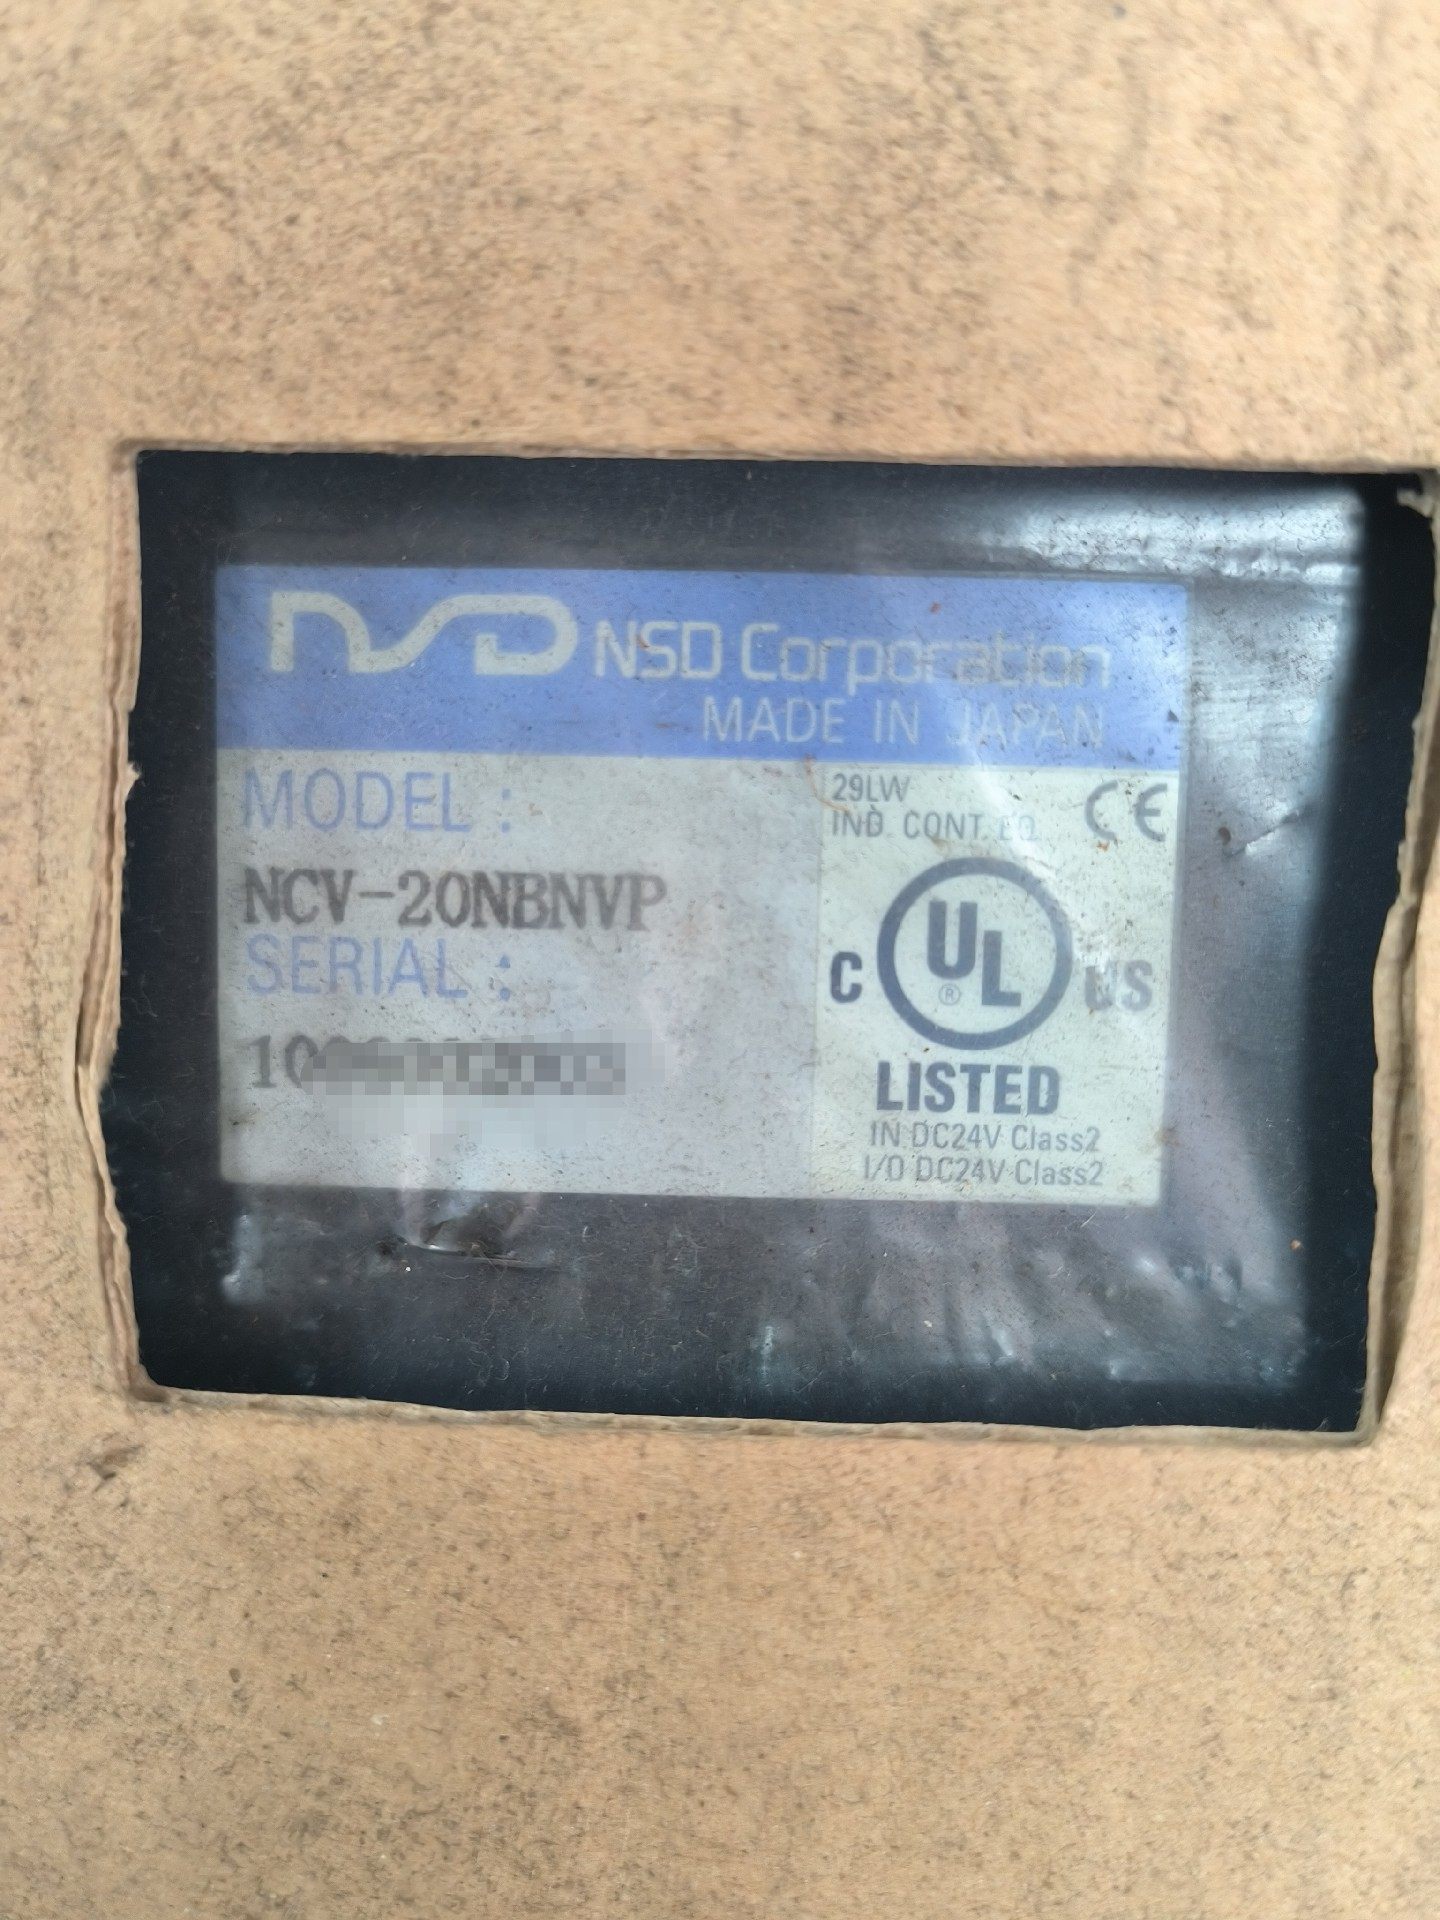 NSD NSD Corporation
MADE IN JAPAN
MODEL :
NCV-20NBNVP
SERIAL :
29LW
IND. CONT. EQ.
CE
C UL ® US
LISTED
IN DC24V Class2
I/O DC24V Class2